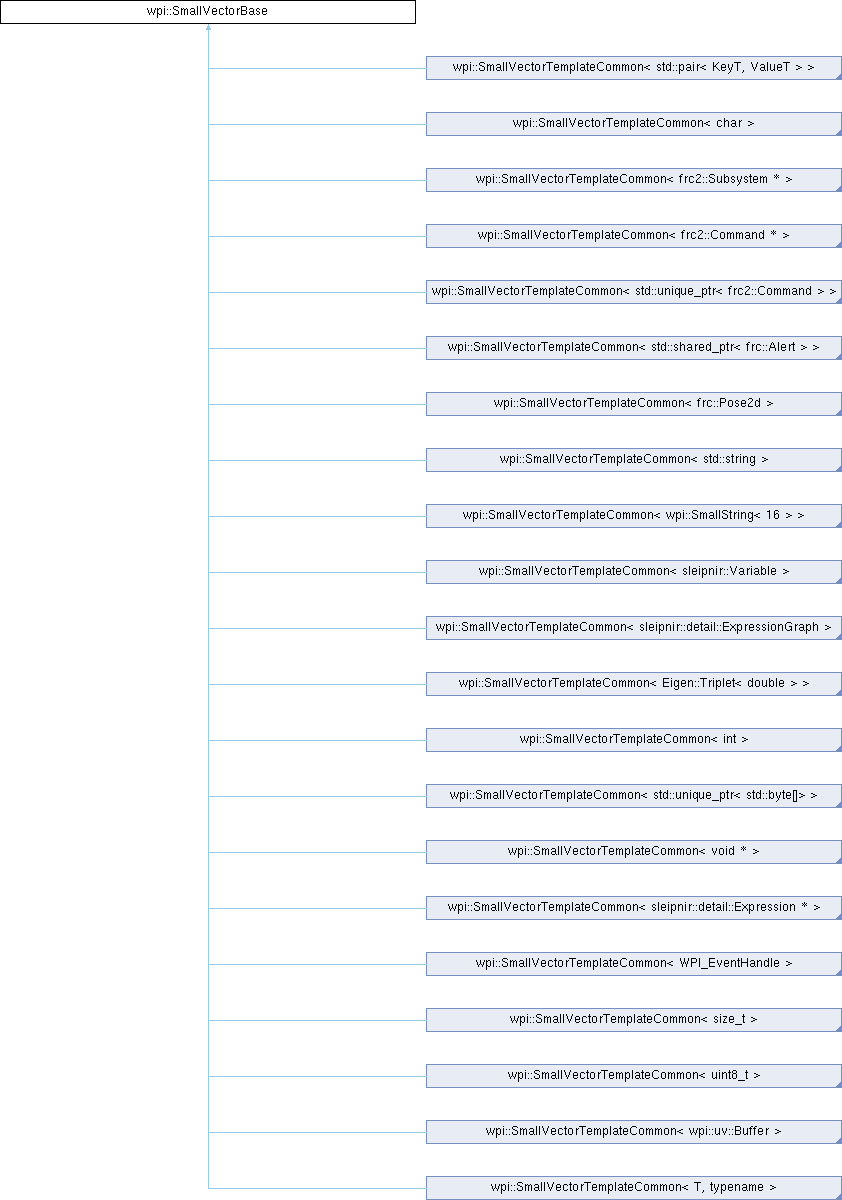 wpi::SmallVectorBase
wpi::SmallVectorTemplateCommon< std::pair< KeyT, ValueT > >
wpi::SmallVectorTemplateCommon< char >
wpi::SmallVectorTemplateCommon< frc2::Subsystem * >
wpi::SmallVectorTemplateCommon< frc2::Command * >
wpi::SmallVectorTemplateCommon< std::unique_ptr< frc2::Command > >
wpi::SmallVectorTemplateCommon< std::shared_ptr< frc::Alert > >
wpi::SmallVectorTemplateCommon< frc::Pose2d >
wpi::SmallVectorTemplateCommon< std::string >
wpi::SmallVectorTemplateCommon< wpi::SmallString< 16 > >
wpi::SmallVectorTemplateCommon< sleipnir::Variable >
wpi::SmallVectorTemplateCommon< sleipnir::detail::ExpressionGraph >
wpi::SmallVectorTemplateCommon< Eigen::Triplet< double > >
wpi::SmallVectorTemplateCommon< int >
wpi::SmallVectorTemplateCommon< std::unique_ptr< std::byte[]> >
wpi::SmallVectorTemplateCommon< void * >
wpi::SmallVectorTemplateCommon< sleipnir::detail::Expression * >
wpi::SmallVectorTemplateCommon< WPI_EventHandle >
wpi::SmallVectorTemplateCommon< size_t >
wpi::SmallVectorTemplateCommon< uint8_t >
wpi::SmallVectorTemplateCommon< wpi::uv::Buffer >
wpi::SmallVectorTemplateCommon< T, typename >